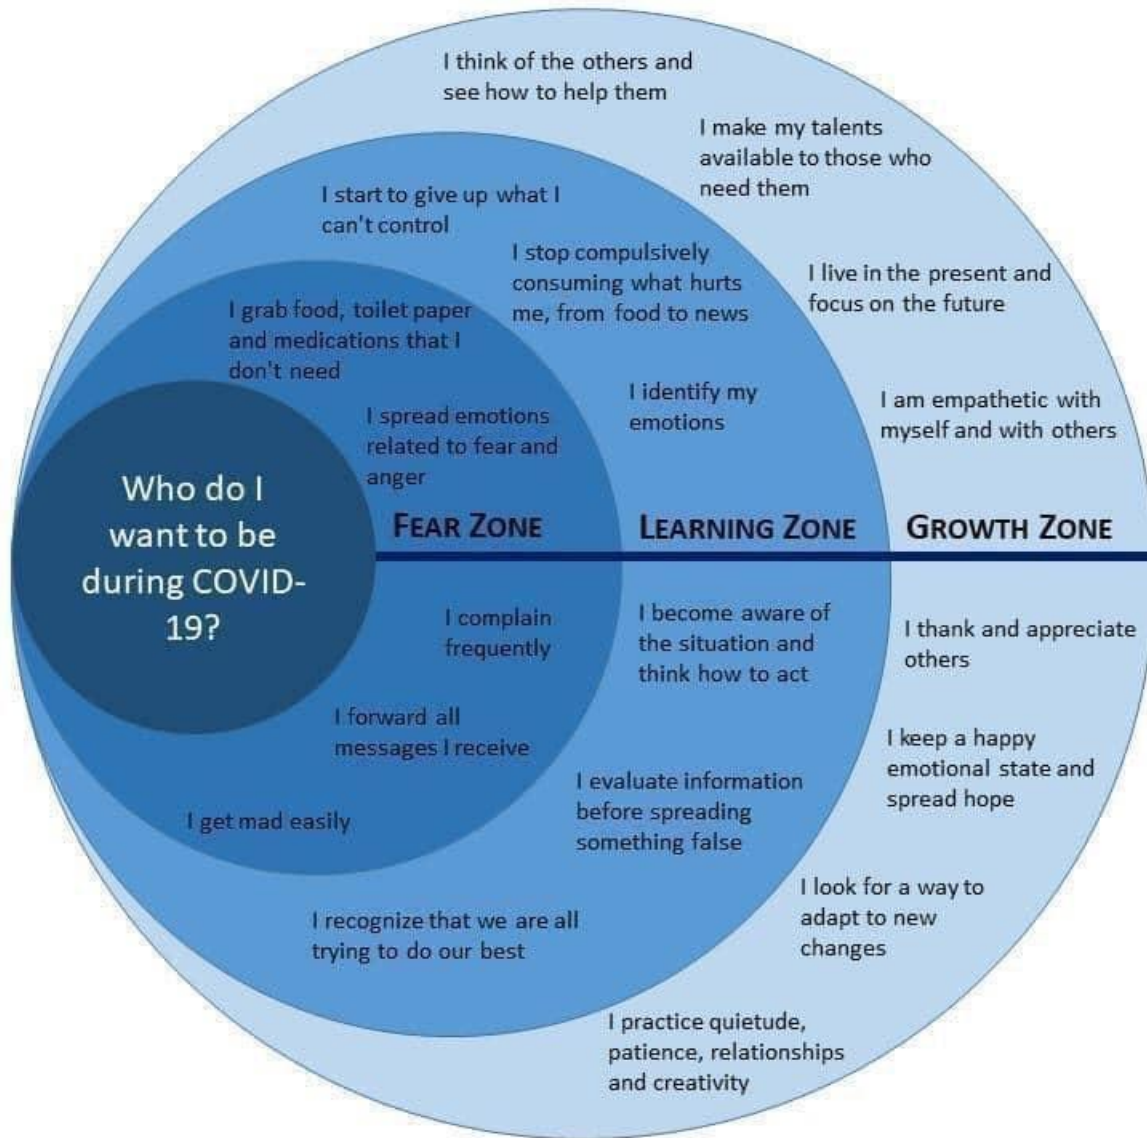 I think of the others and
see how to help them
I make my talents
available to those who
need them
I start to give up what I
can't control
I stop compulsively
consuming what hurts
me, from food to news
I live in the present and
focus on the future
I grab food, toilet paper
and medications that I
don't need
I identify my
emotions
I am empathetic with
myself and with others
I spread emotions
related to fear and
anger
Who do I
want to be
during COVID-
19?
FEAR ZONE
LEARNING ZONE
GROWTH ZONE
I complain
frequently
I become aware of
the situation and
think how to act
I thank and appreciate
others
I forward all
messages I receive
I keep a happy
emotional state and
spread hope
I evaluate information
before spreading
something false
I get mad easily
I look for a way to
adapt to new
changes
I recognize that we are all
trying to do our best
I practice quietude,
patience, relationships
and creativity